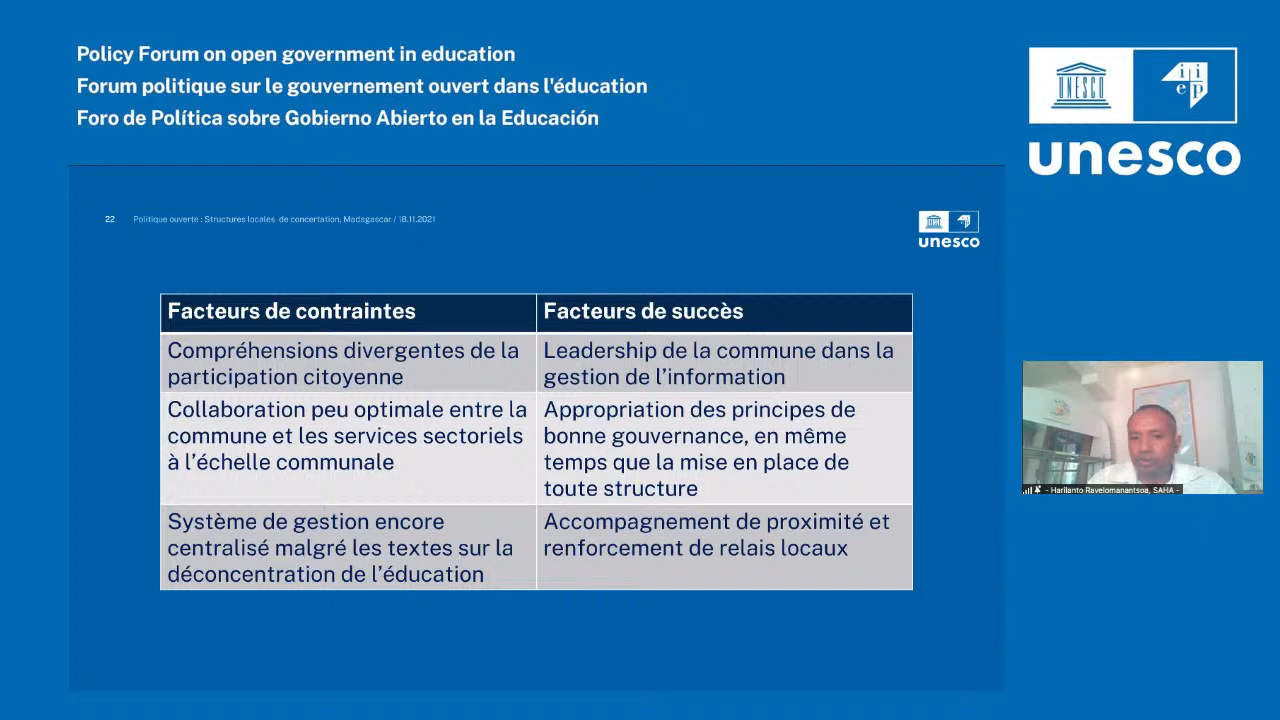 Policy Forum on open government in education
Forum politique sur le gouvernement ouvert dans l'éducation
Foro de Política sobre Gobierno Abierto en la Educación
UNESCO
i i
e p
unesco
22 Politique ouverte : Structures locales de concertation, Madagascar / 18.11.2021
unesco
Facteurs de contraintes
Facteurs de succès
Compréhensions divergentes de la
participation citoyenne
Leadership de la commune dans la
gestion de l’information
Collaboration peu optimale entre la
commune et les services sectoriels
à l’échelle communale
Appropriation des principes de
bonne gouvernance, en même
temps que la mise en place de
toute structure
Système de gestion encore
centralisé malgré les textes sur la
déconcentration de l’éducation
Accompagnement de proximité et
renforcement de relais locaux
- Harilanto Ravelomanantsoa, SAHA -